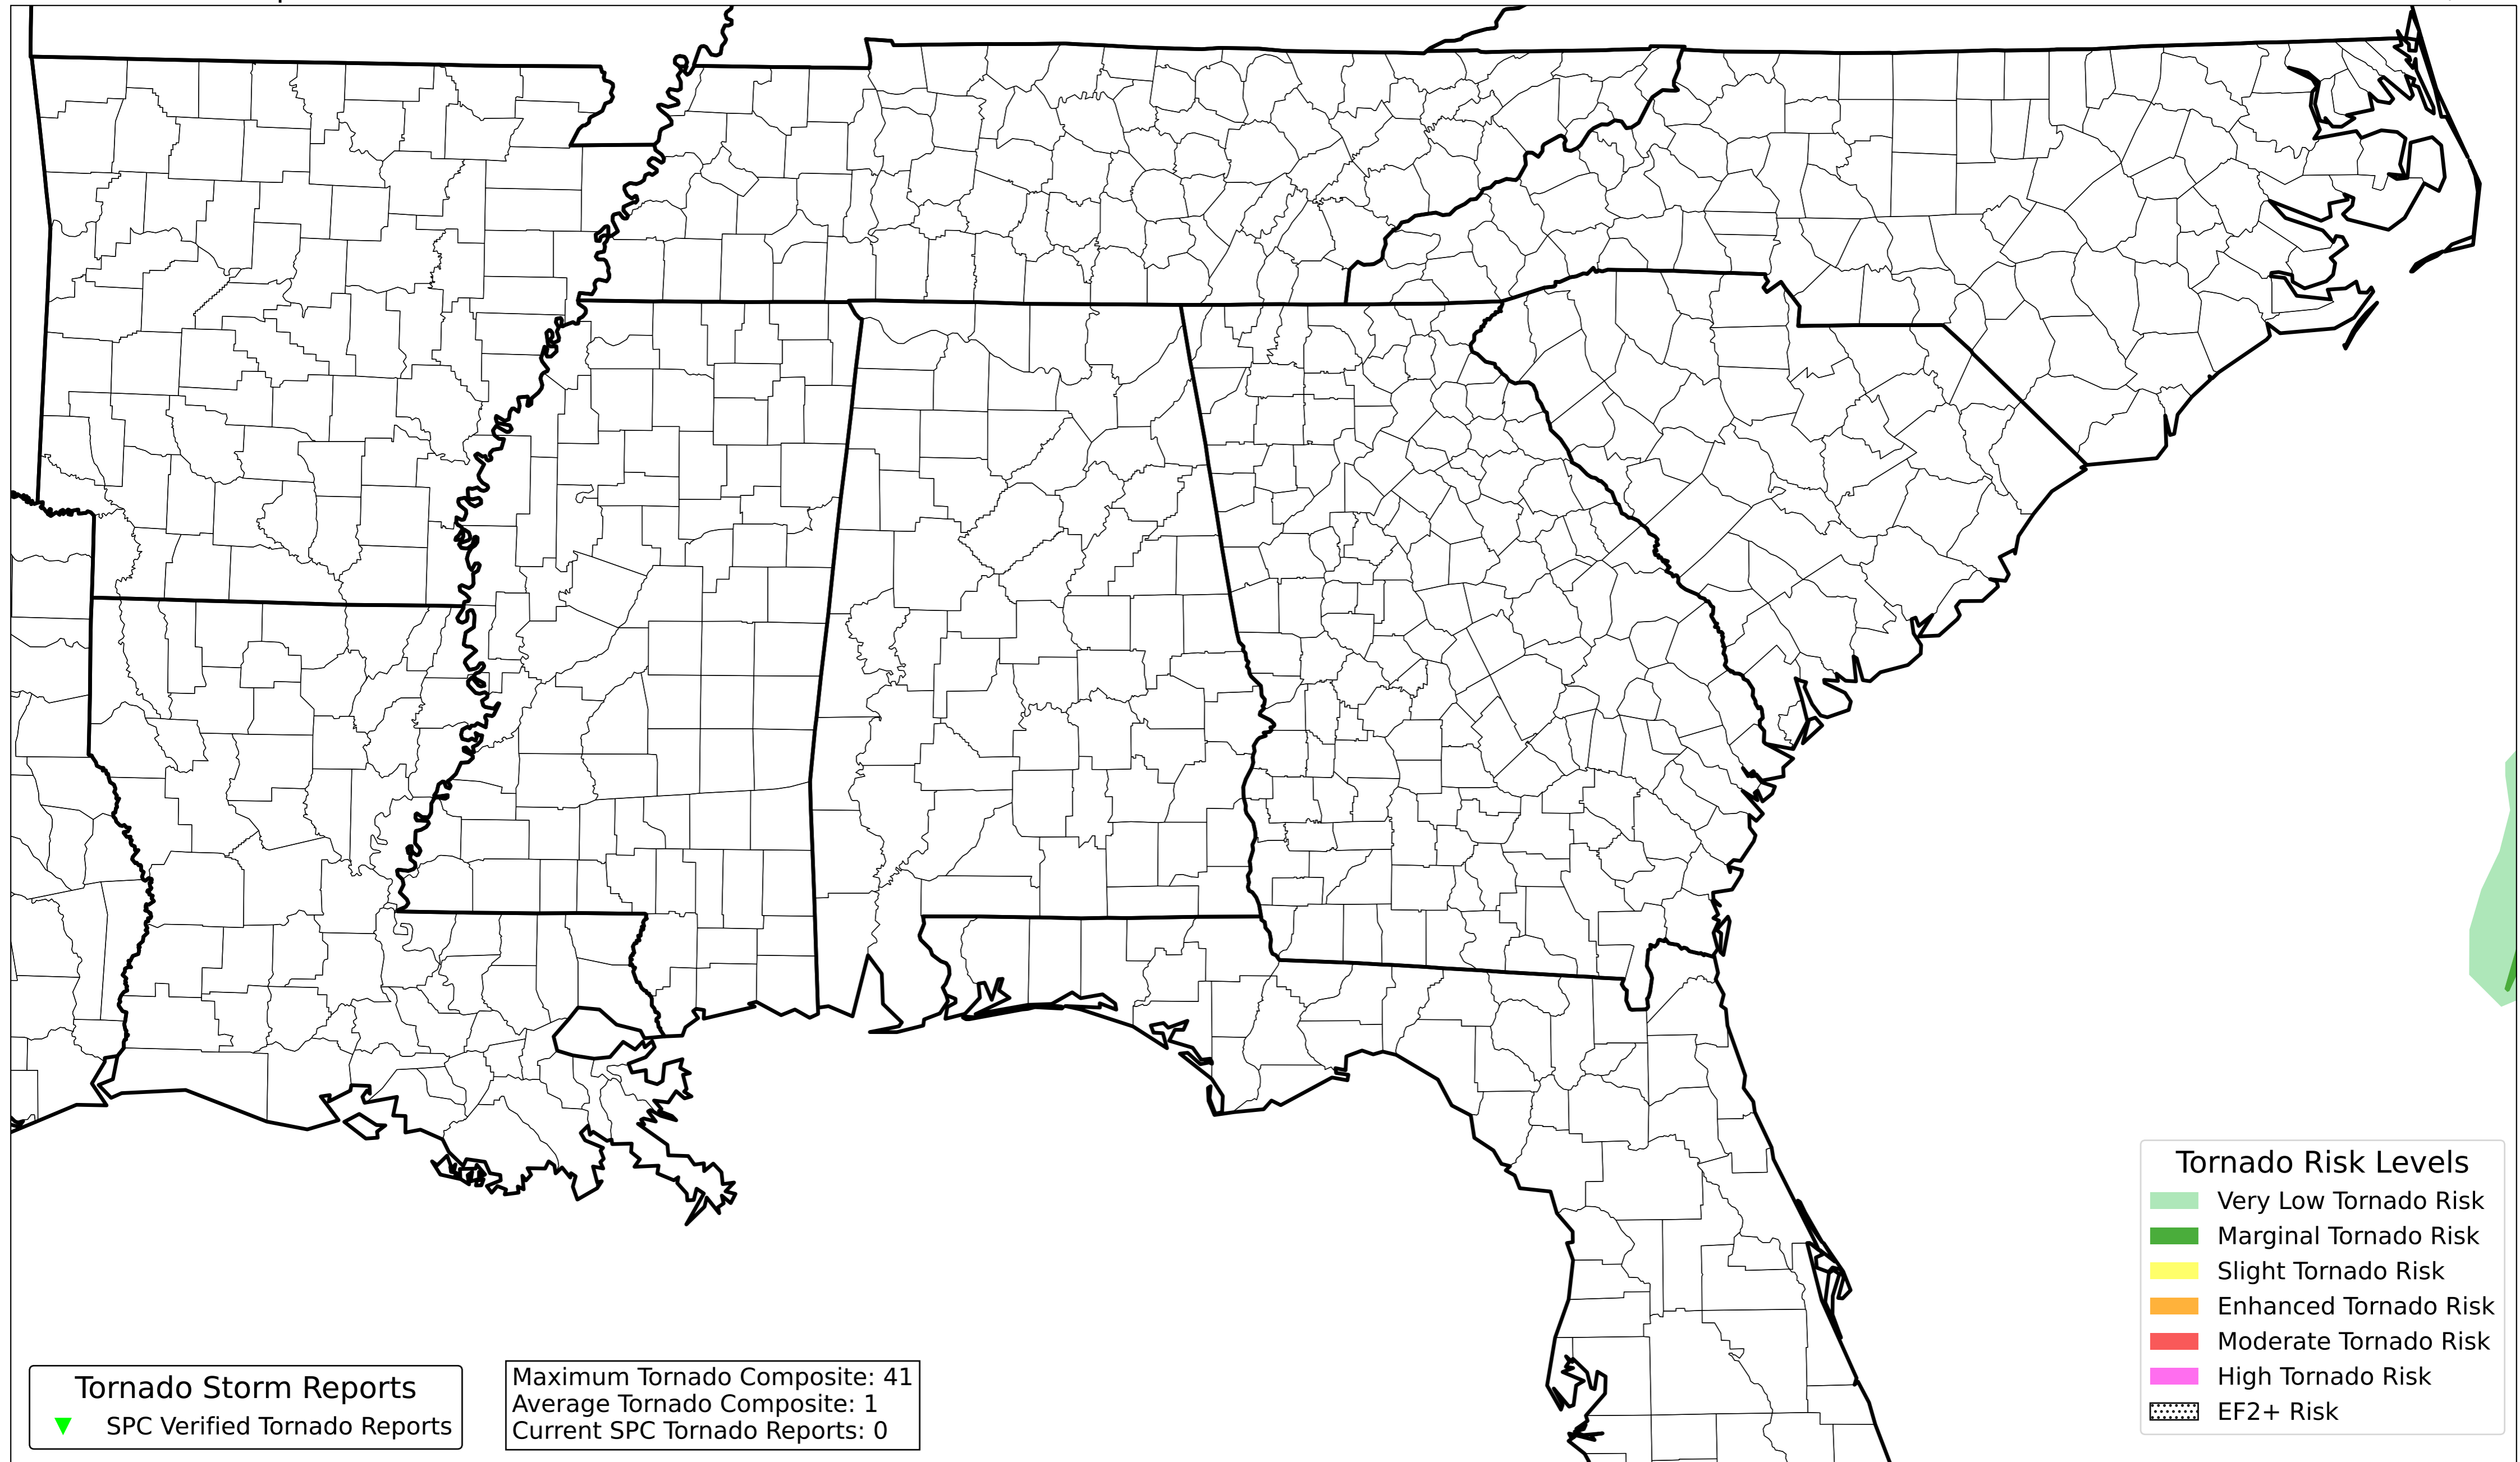 Tornado Storm Reports
SPC Verified Tornado Reports
Maximum Tornado Composite: 41
Average Tornado Composite: 1
Current SPC Tornado Reports: 0
Tornado Risk Levels
Very Low Tornado Risk
Marginal Tornado Risk
Slight Tornado Risk
Enhanced Tornado Risk
Moderate Tornado Risk
High Tornado Risk
EF2+ Risk